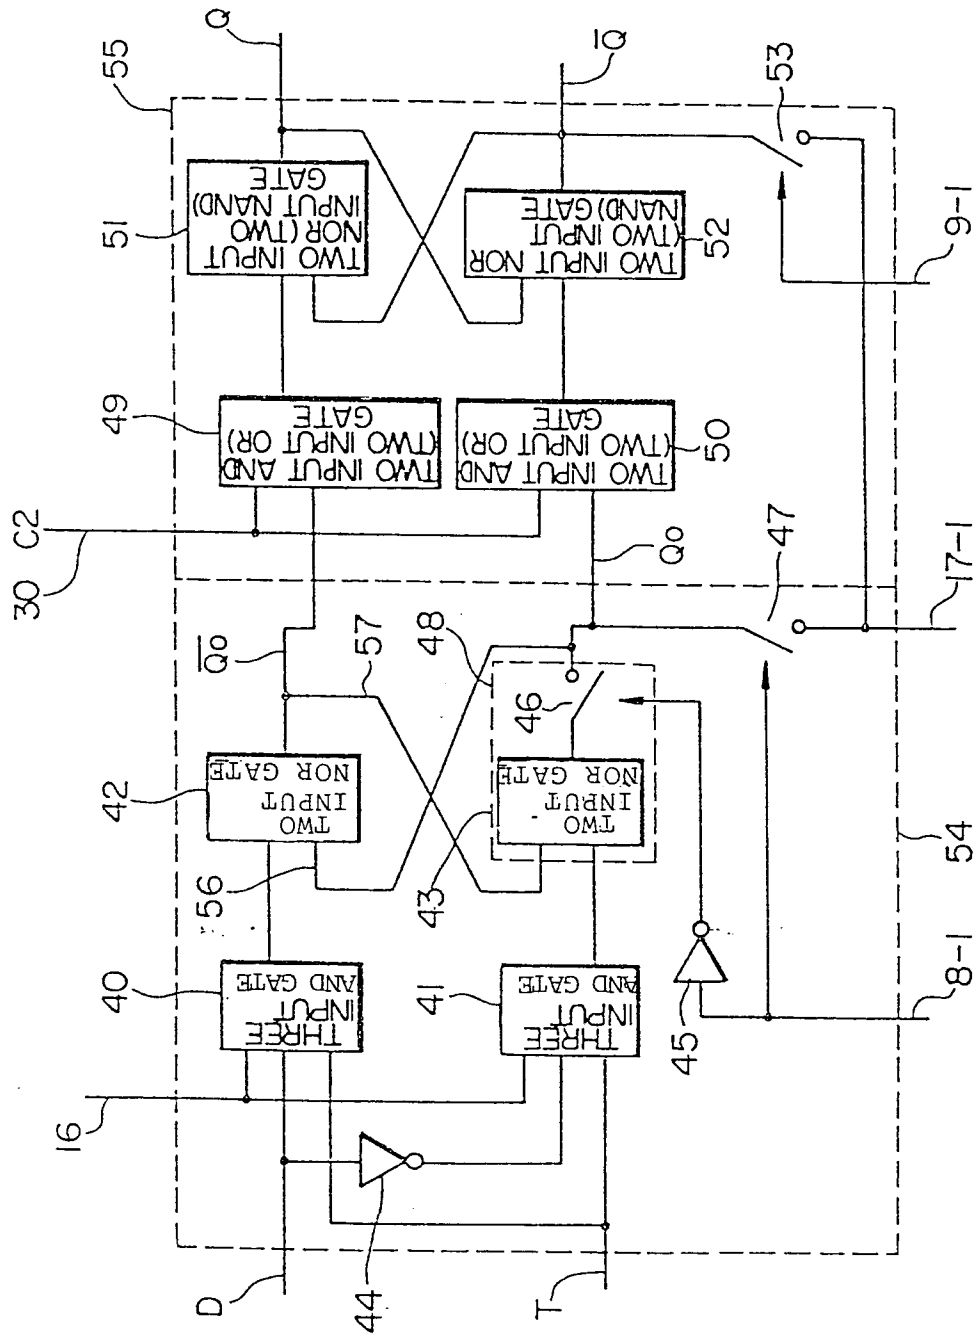 Q
55
Q
53
51
TWO INPUT
NOR (TWO
INPUT NAND)
GATE
TWO INPUT NOR
(TWO INPUT
NAND) GATE
52
9-1
49
TWO INPUT AND
(TWO INPUT OR)
GATE
TWO INPUT AND
(TWO INPUT OR)
GATE
50
C2
30
Qo
47
17-1
Qo
57
48
46
42
TWO
INPUT
NOR GATE
TWO
INPUT
NOR GATE
56
43
54
40
THREE
INPUT
AND GATE
41
THREE
INPUT
AND GATE
45
8-1
16
44
D
T